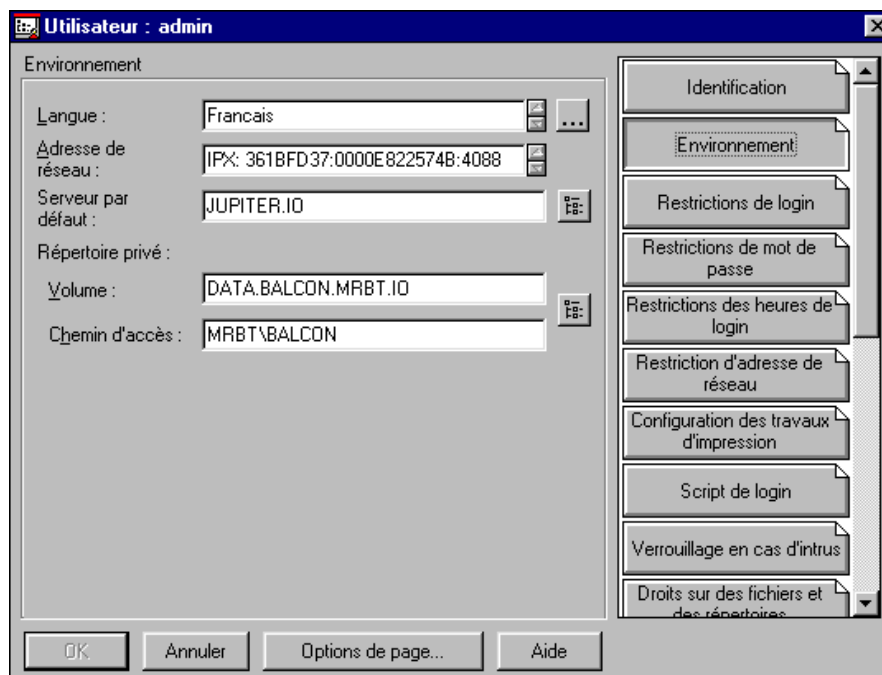 Utilisateur : admin
Environnement
Langue :
Francais
...
Adresse de
réseau :
IPX: 361BFD37:0000E822574B:4088
Serveur par
défaut :
JUPITER.IO
Répertoire privé :
Volume :
DATA.BALCON.MRBT.IO
Chemin d'accès :
MRBT\BALCON
OK
Annuler
Options de page...
Aide
Identification
Environnement
Restrictions de login
Restrictions de mot de
passe
Restrictions des heures de
login
Restriction d'adresse de
réseau
Configuration des travaux
d'impression
Script de login
Verrouillage en cas d'intrus
Droits sur des fichiers et
des répertoires